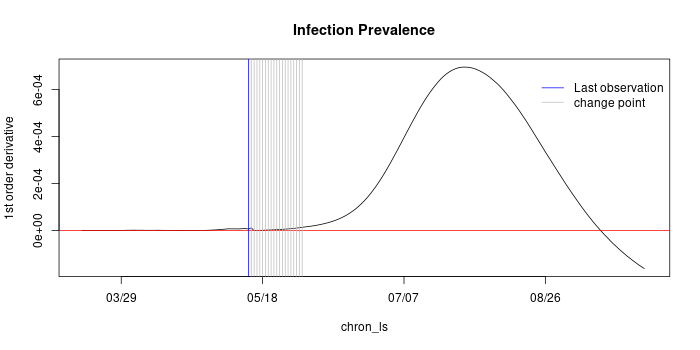 Infection Prevalence
1st order derivative
6e-04
4e-04
2e-04
0e+00
Last observation
change point
03/29
05/18
07/07
08/26
chron_ls